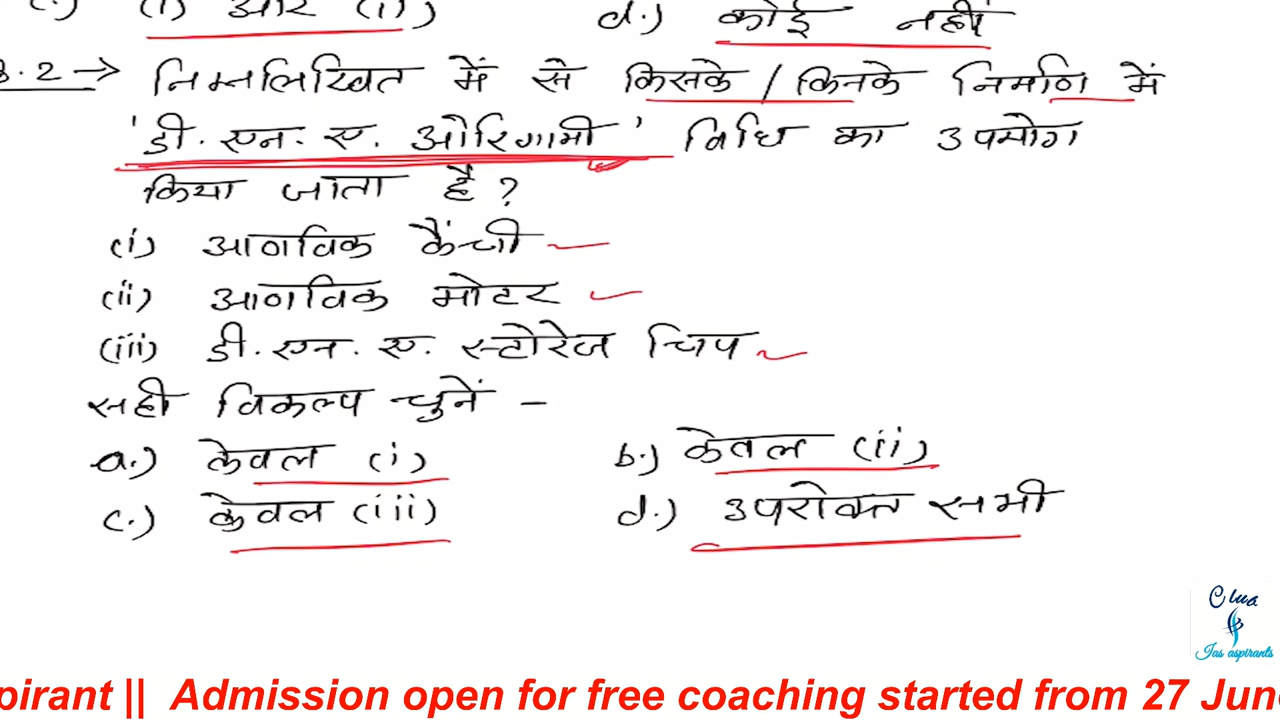 (i) और (ii) d.) कोई नहीं
2 → निम्नलिखित में से किसके / किनके निर्माण में
'डी. एन. ए. ओरिगामी' विधि का उपयोग
किया जाता है ?
(i) आणविक कैंची
(ii) आणविक मोटर
(iii) डी. एन. ए. स्टोरेज चिप
सही विकल्प चुनें -
a.) केवल (i) b.) केवल (ii)
c.) केवल (iii) d.) उपरोक्त सभी
Ias aspirants
pirant || Admission open for free coaching started from 27 June